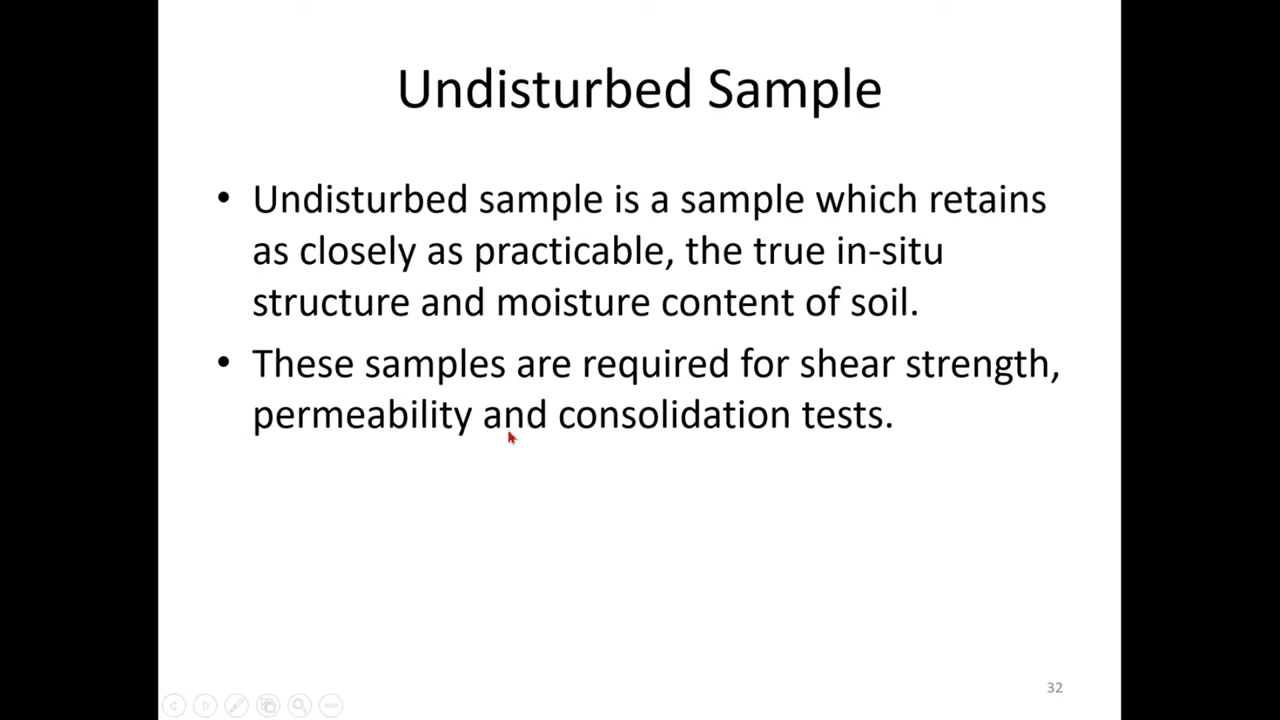 Undisturbed Sample
• Undisturbed sample is a sample which retains
as closely as practicable, the true in-situ
structure and moisture content of soil.
• These samples are required for shear strength,
permeability and consolidation tests.
32